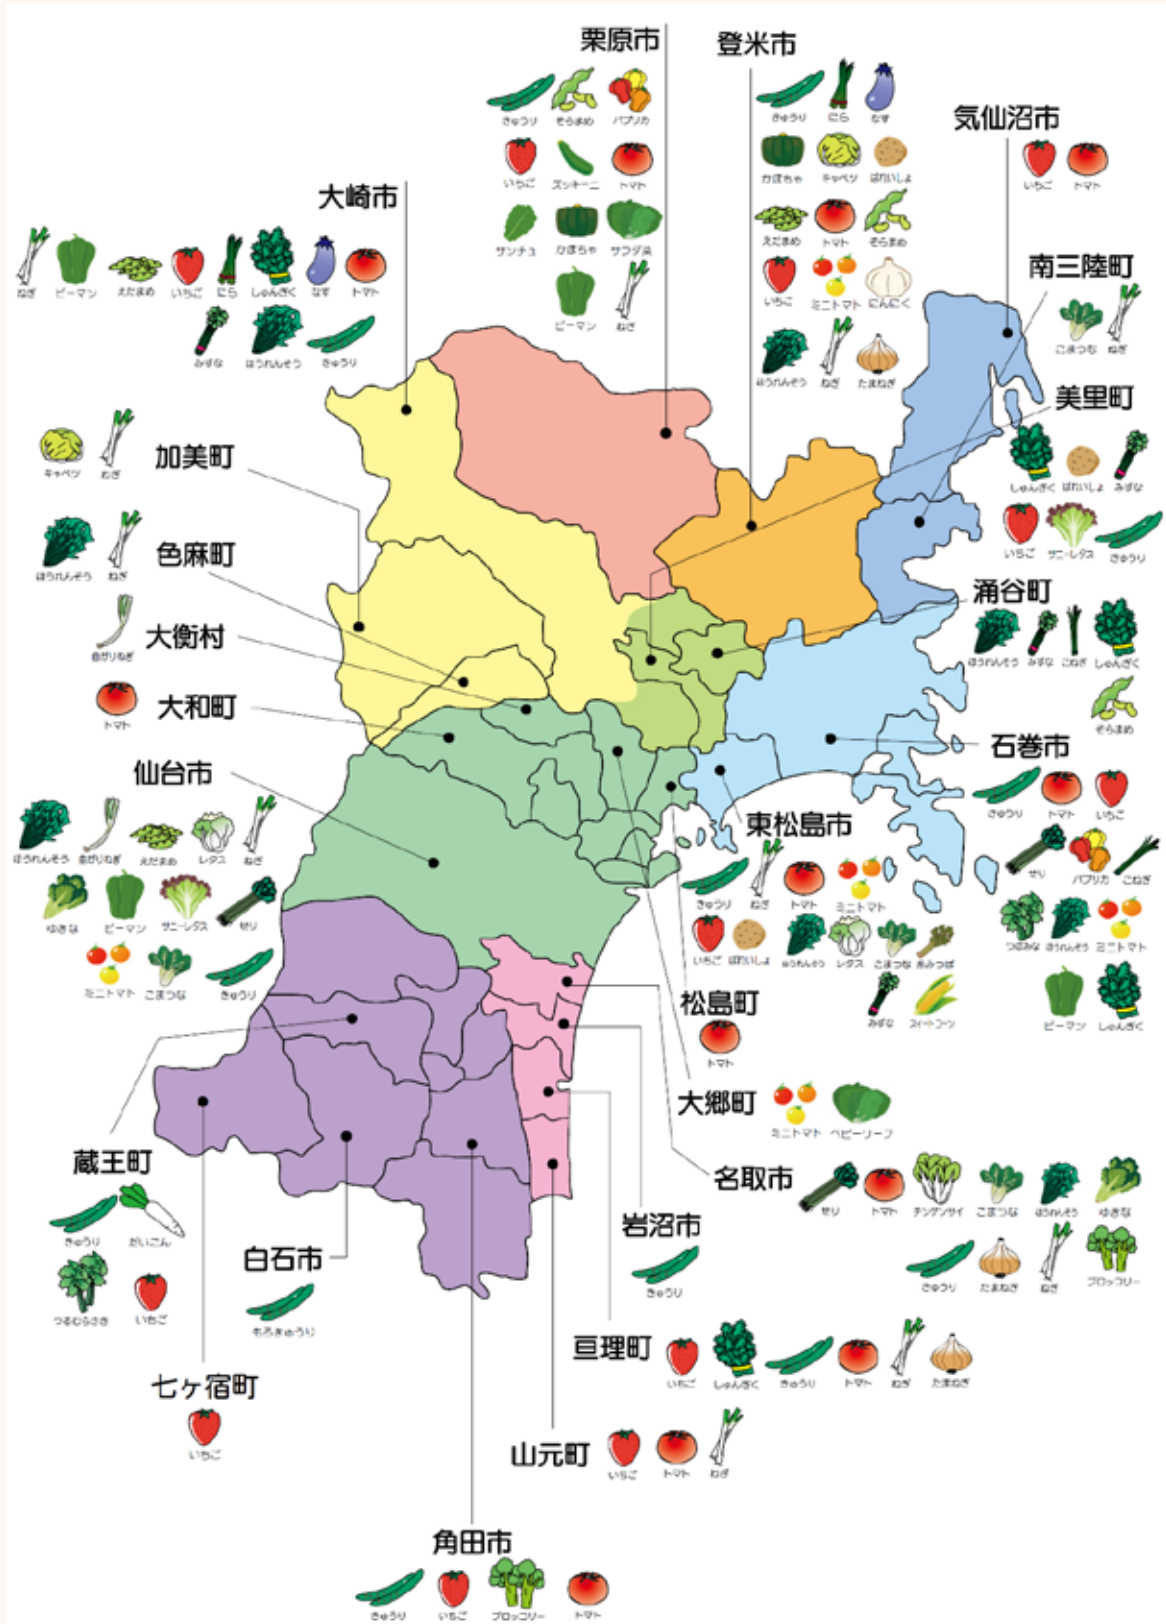 栗原市
きゅうり そらまめ パプリカ
いちご ズッキーニ トマト
サンチュ かぼちゃ サラダ菜
ピーマン ねぎ
登米市
きゅうり にら なす
かぼちゃ キャベツ ばれいしょ
えだまめ トマト そらまめ
いちご ミニトマト にんにく
ほうれんそう ねぎ たまねぎ
気仙沼市
いちご トマト
大崎市
ねぎ ピーマン えだまめ いちご にら しゅんぎく なす トマト
みずな ほうれんそう きゅうり
南三陸町
こまつな ねぎ
美里町
しゅんぎく ばれいしょ みずな
いちご サニーレタス きゅうり
加美町
キャベツ ねぎ
色麻町
ほうれんそう ねぎ
大衡村
曲がりねぎ
大和町
トマト
涌谷町
ほうれんそう みずな こねぎ しゅんぎく
そらまめ
仙台市
ほうれんそう 曲がりねぎ えだまめ レタス ねぎ
ゆきな ピーマン サニーレタス せり
ミニトマト こまつな きゅうり
石巻市
きゅうり トマト いちご
せり パプリカ こねぎ
つぼみな ほうれんそう ミニトマト
ピーマン しゅんぎく
東松島市
きゅうり ねぎ トマト ミニトマト
いちご ばれいしょ ほうれんそう レタス こまつな 糸みつば
みずな スイートコーン
松島町
トマト
大郷町
ミニトマト ベビーリーフ
名取市
せり トマト チンゲンサイ こまつな ほうれんそう ゆきな
きゅうり たまねぎ ねぎ ブロッコリー
蔵王町
きゅうり だいこん
つるむらさき いちご
白石市
もろきゅうり
岩沼市
きゅうり
亘理町
いちご しゅんぎく きゅうり トマト ねぎ たまねぎ
七ヶ宿町
いちご
山元町
いちご トマト ねぎ
角田市
きゅうり いちご ブロッコリー トマト